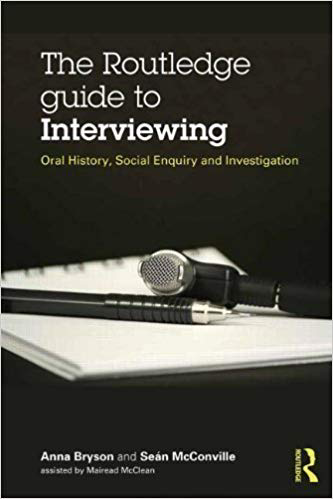 The Routledge
guide to
Interviewing
Oral History, Social Enquiry and Investigation
Anna Bryson and Seán McConville
assisted by Mairead McClean
ROUTLEDGE